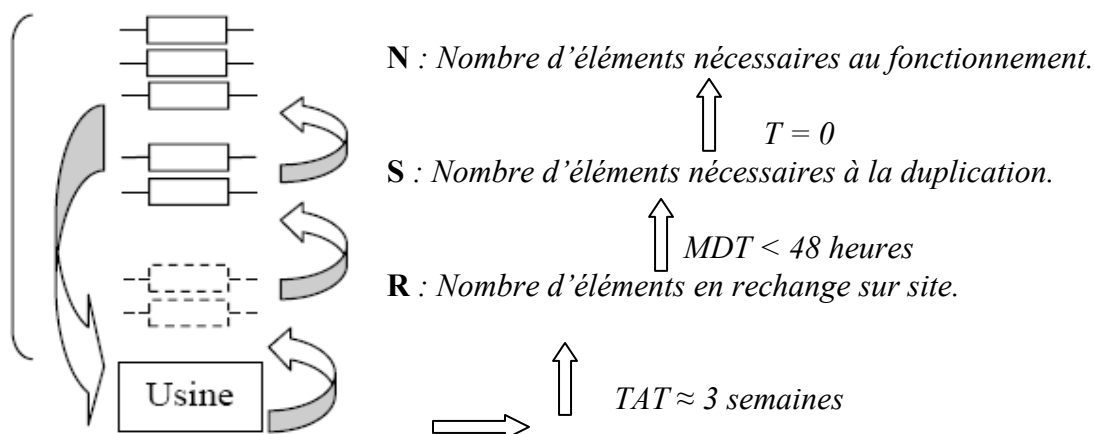 N : Nombre d’éléments nécessaires au fonctionnement.
T = 0
S : Nombre d’éléments nécessaires à la duplication.
MDT < 48 heures
R : Nombre d’éléments en rechange sur site.
Usine
TAT ≈ 3 semaines